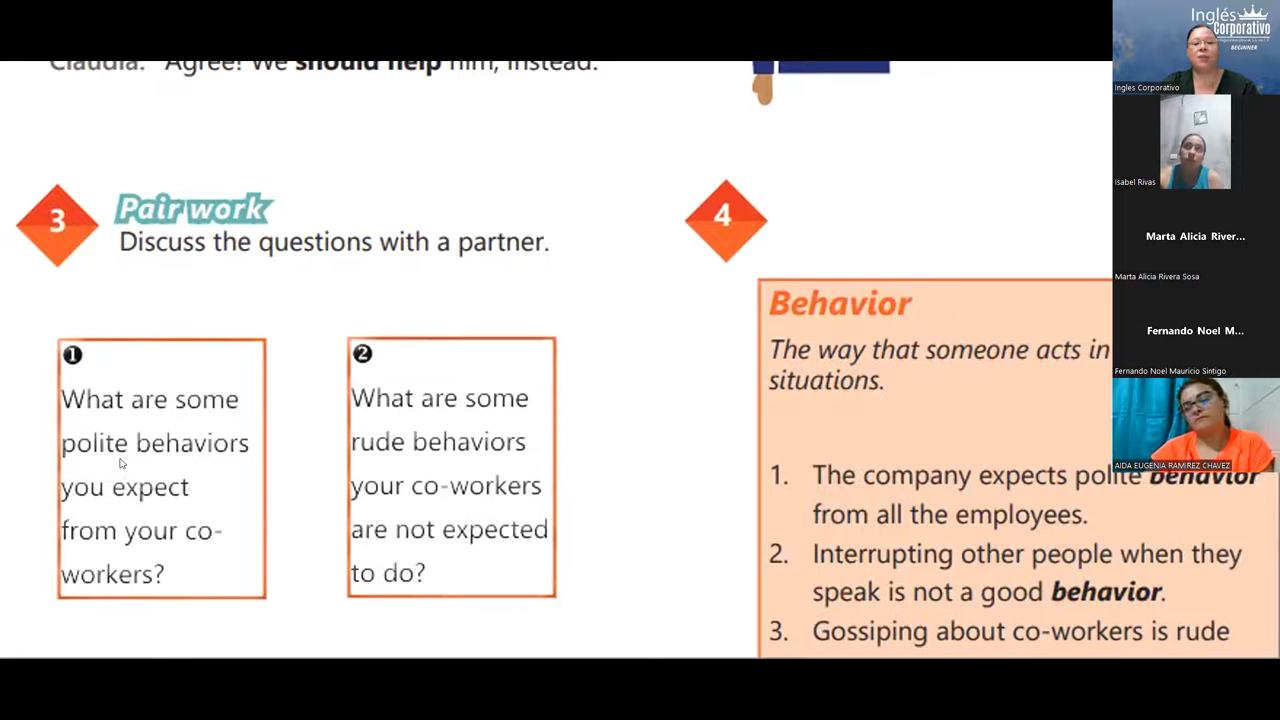 Claudia: Agree! We should help him, instead.
3
Pair work
Discuss the questions with a partner.
❶
What are some
polite behaviors
you expect
from your co-
workers?
❷
What are some
rude behaviors
your co-workers
are not expected
to do?
4
Behavior
The way that someone acts in
situations.
1. The company expects polite behavior
from all the employees.
2. Interrupting other people when they
speak is not a good behavior.
3. Gossiping about co-workers is rude
Inglés
Corporativo
BEGINNER
Ingles Corporativo
Isabel Rivas
Marta Alicia River...
Marta Alicia Rivera Sosa
Fernando Noel M...
Fernando Noel Mauricio Sintigo
AIDA EUGENIA RAMIREZ CHAVEZ